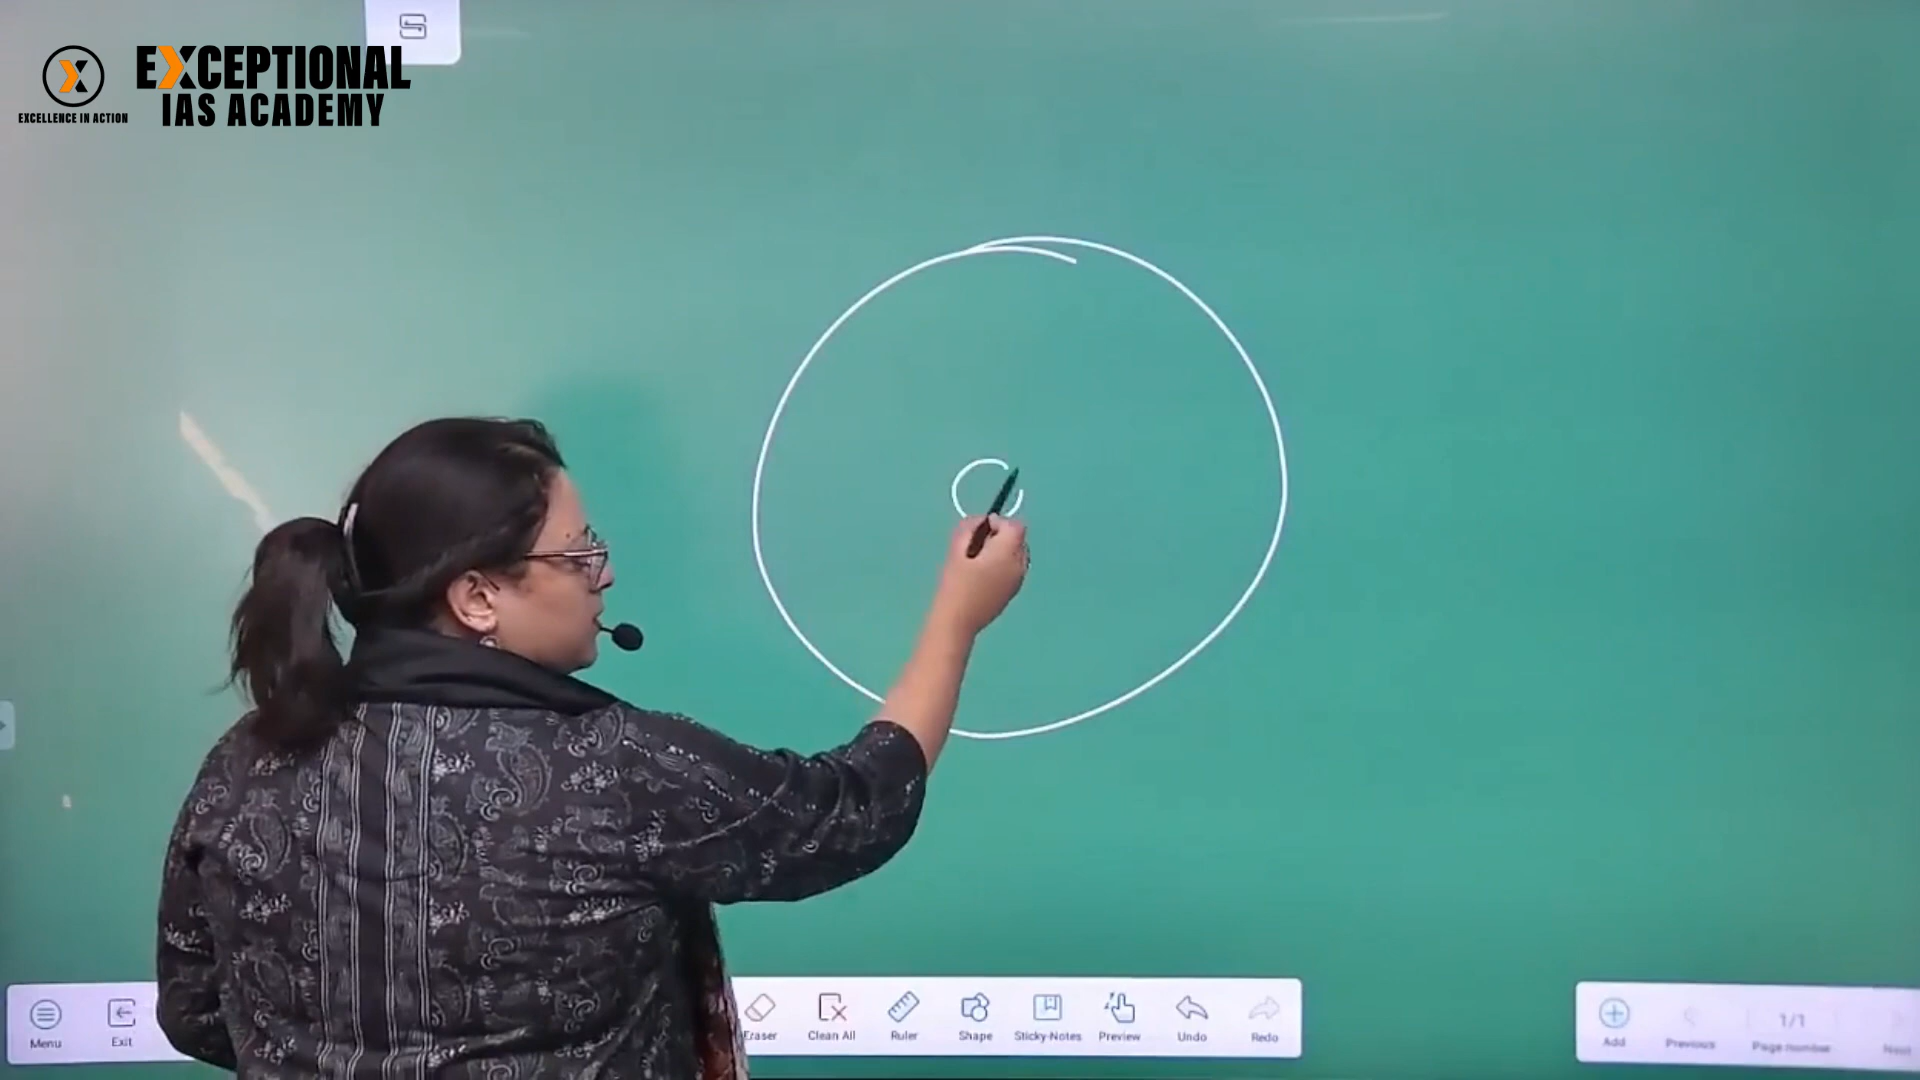 EXCEPTIONAL
IAS ACADEMY
EXCELLENCE IN ACTION
Menu
Exit
Eraser
Clean All
Ruler
Shape
Sticky-Notes
Preview
Undo
Redo
Add
Previous
1/1
Page number
Next